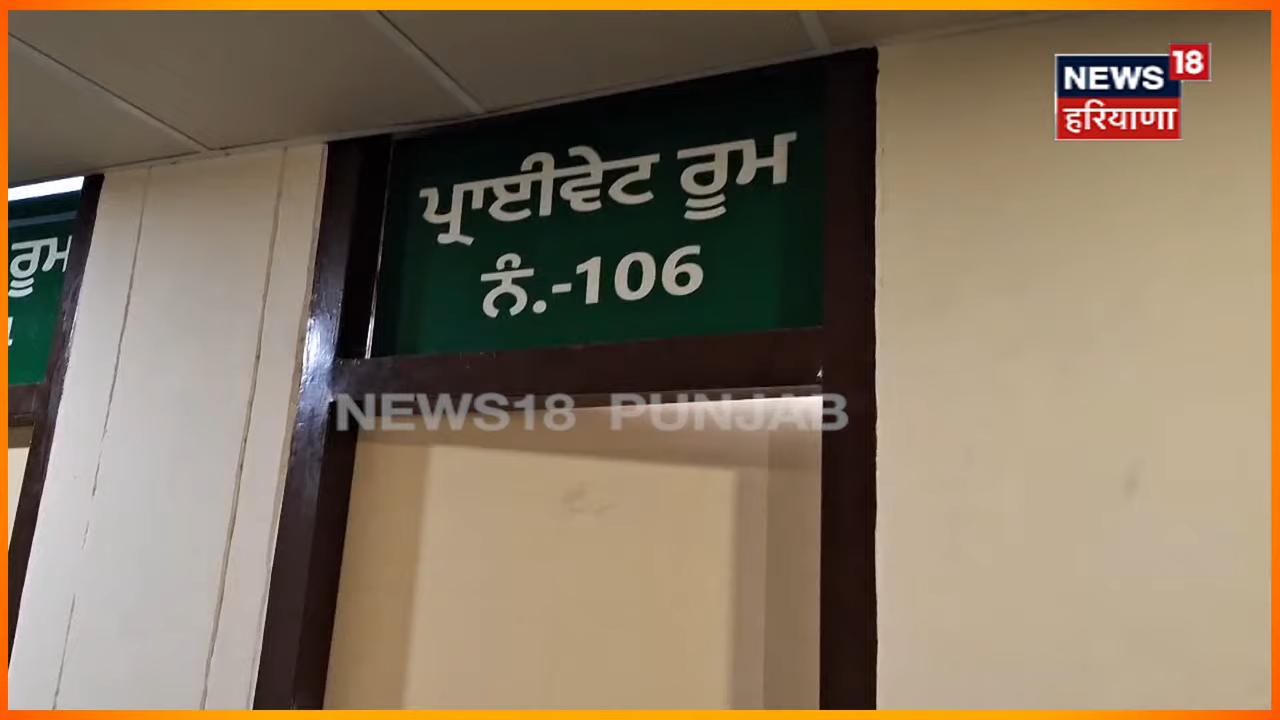 NEWS 18
हरियाणा
ਪ੍ਰਾਈਵੇਟ ਰੂਮ
ਨੰ.-106
ਰੂਮ
NEWS18 PUNJAB